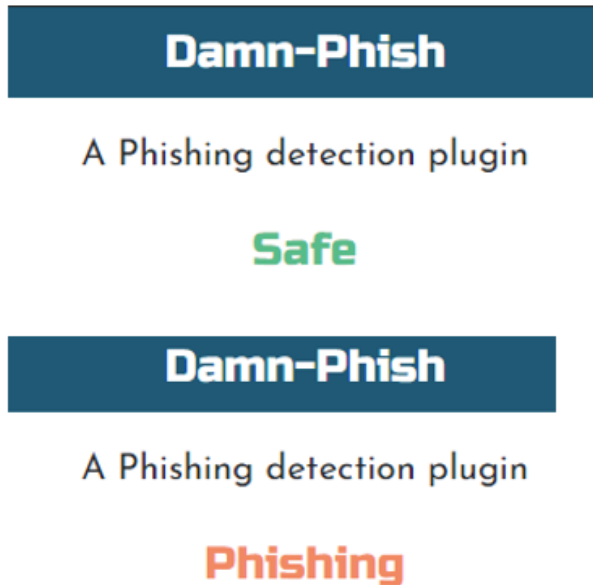 Damn-Phish
A Phishing detection plugin
Safe
Damn-Phish
A Phishing detection plugin
Phishing